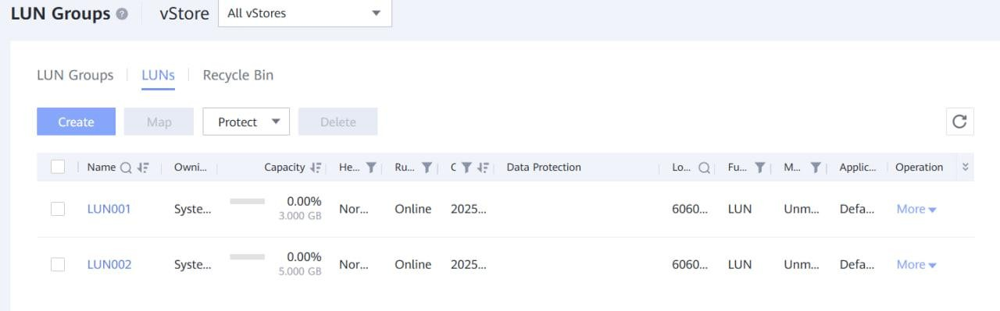 LUN Groups ? vStore All vStores
LUN Groups LUNs Recycle Bin
Create Map Protect Delete
Name Owni... Capacity He... Ru... C Data Protection Lo... Fu... M... Applic... Operation
LUN001 Syste... 0.00% Nor... Online 2025... 6060... LUN Unm... Defa... More
3.000 GB
LUN002 Syste... 0.00% Nor... Online 2025... 6060... LUN Unm... Defa... More
5.000 GB